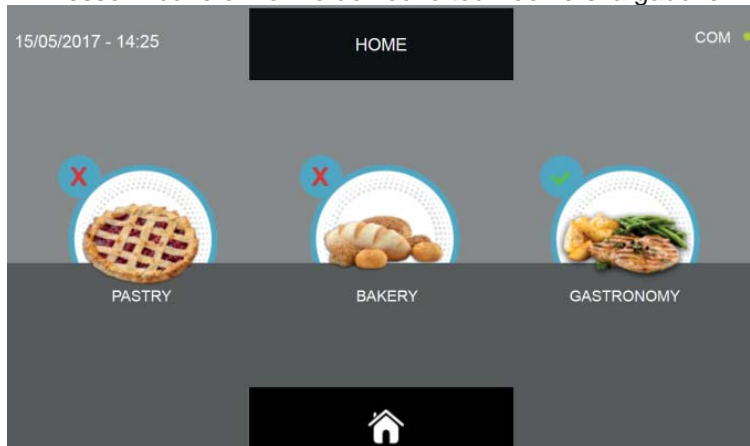 15/05/2017 - 14:25
HOME
COM
X
X
PASTRY
BAKERY
GASTRONOMY